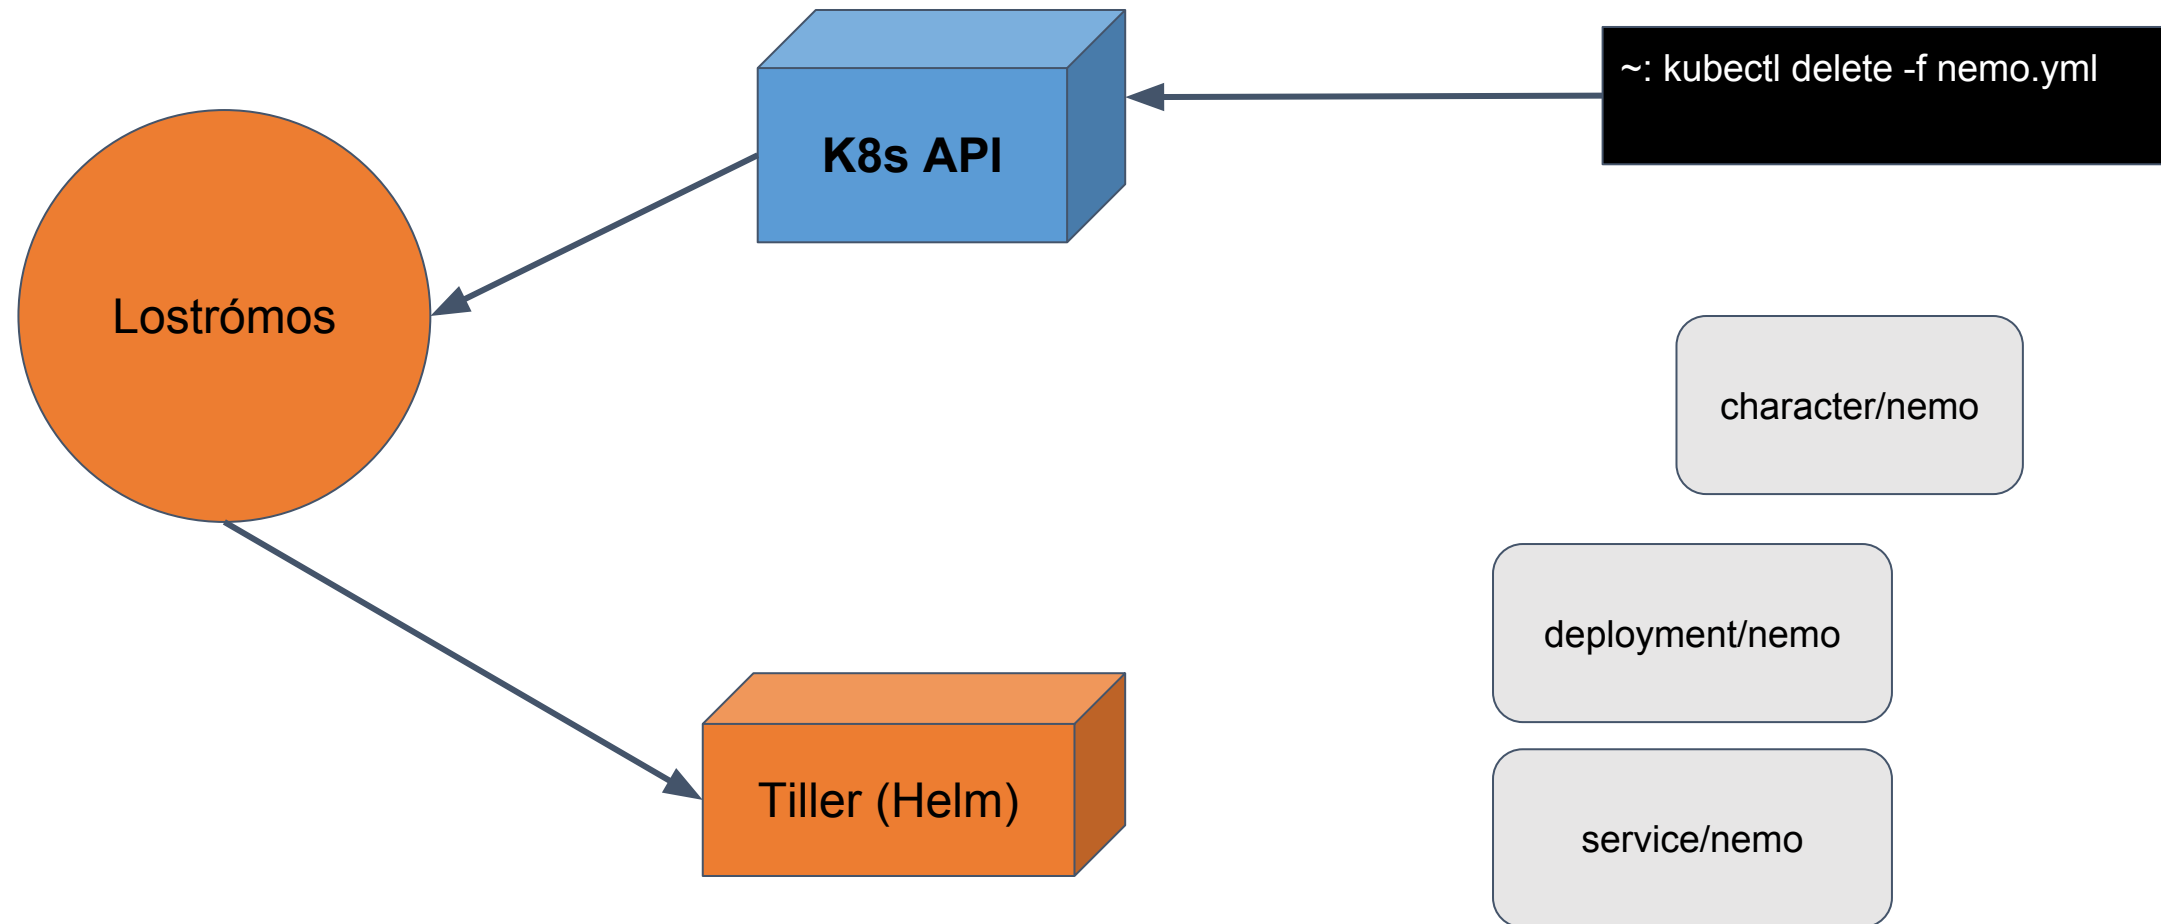 ~: kubectl delete -f nemo.yml
K8s API
Lostrómos
character/nemo
deployment/nemo
Tiller (Helm)
service/nemo